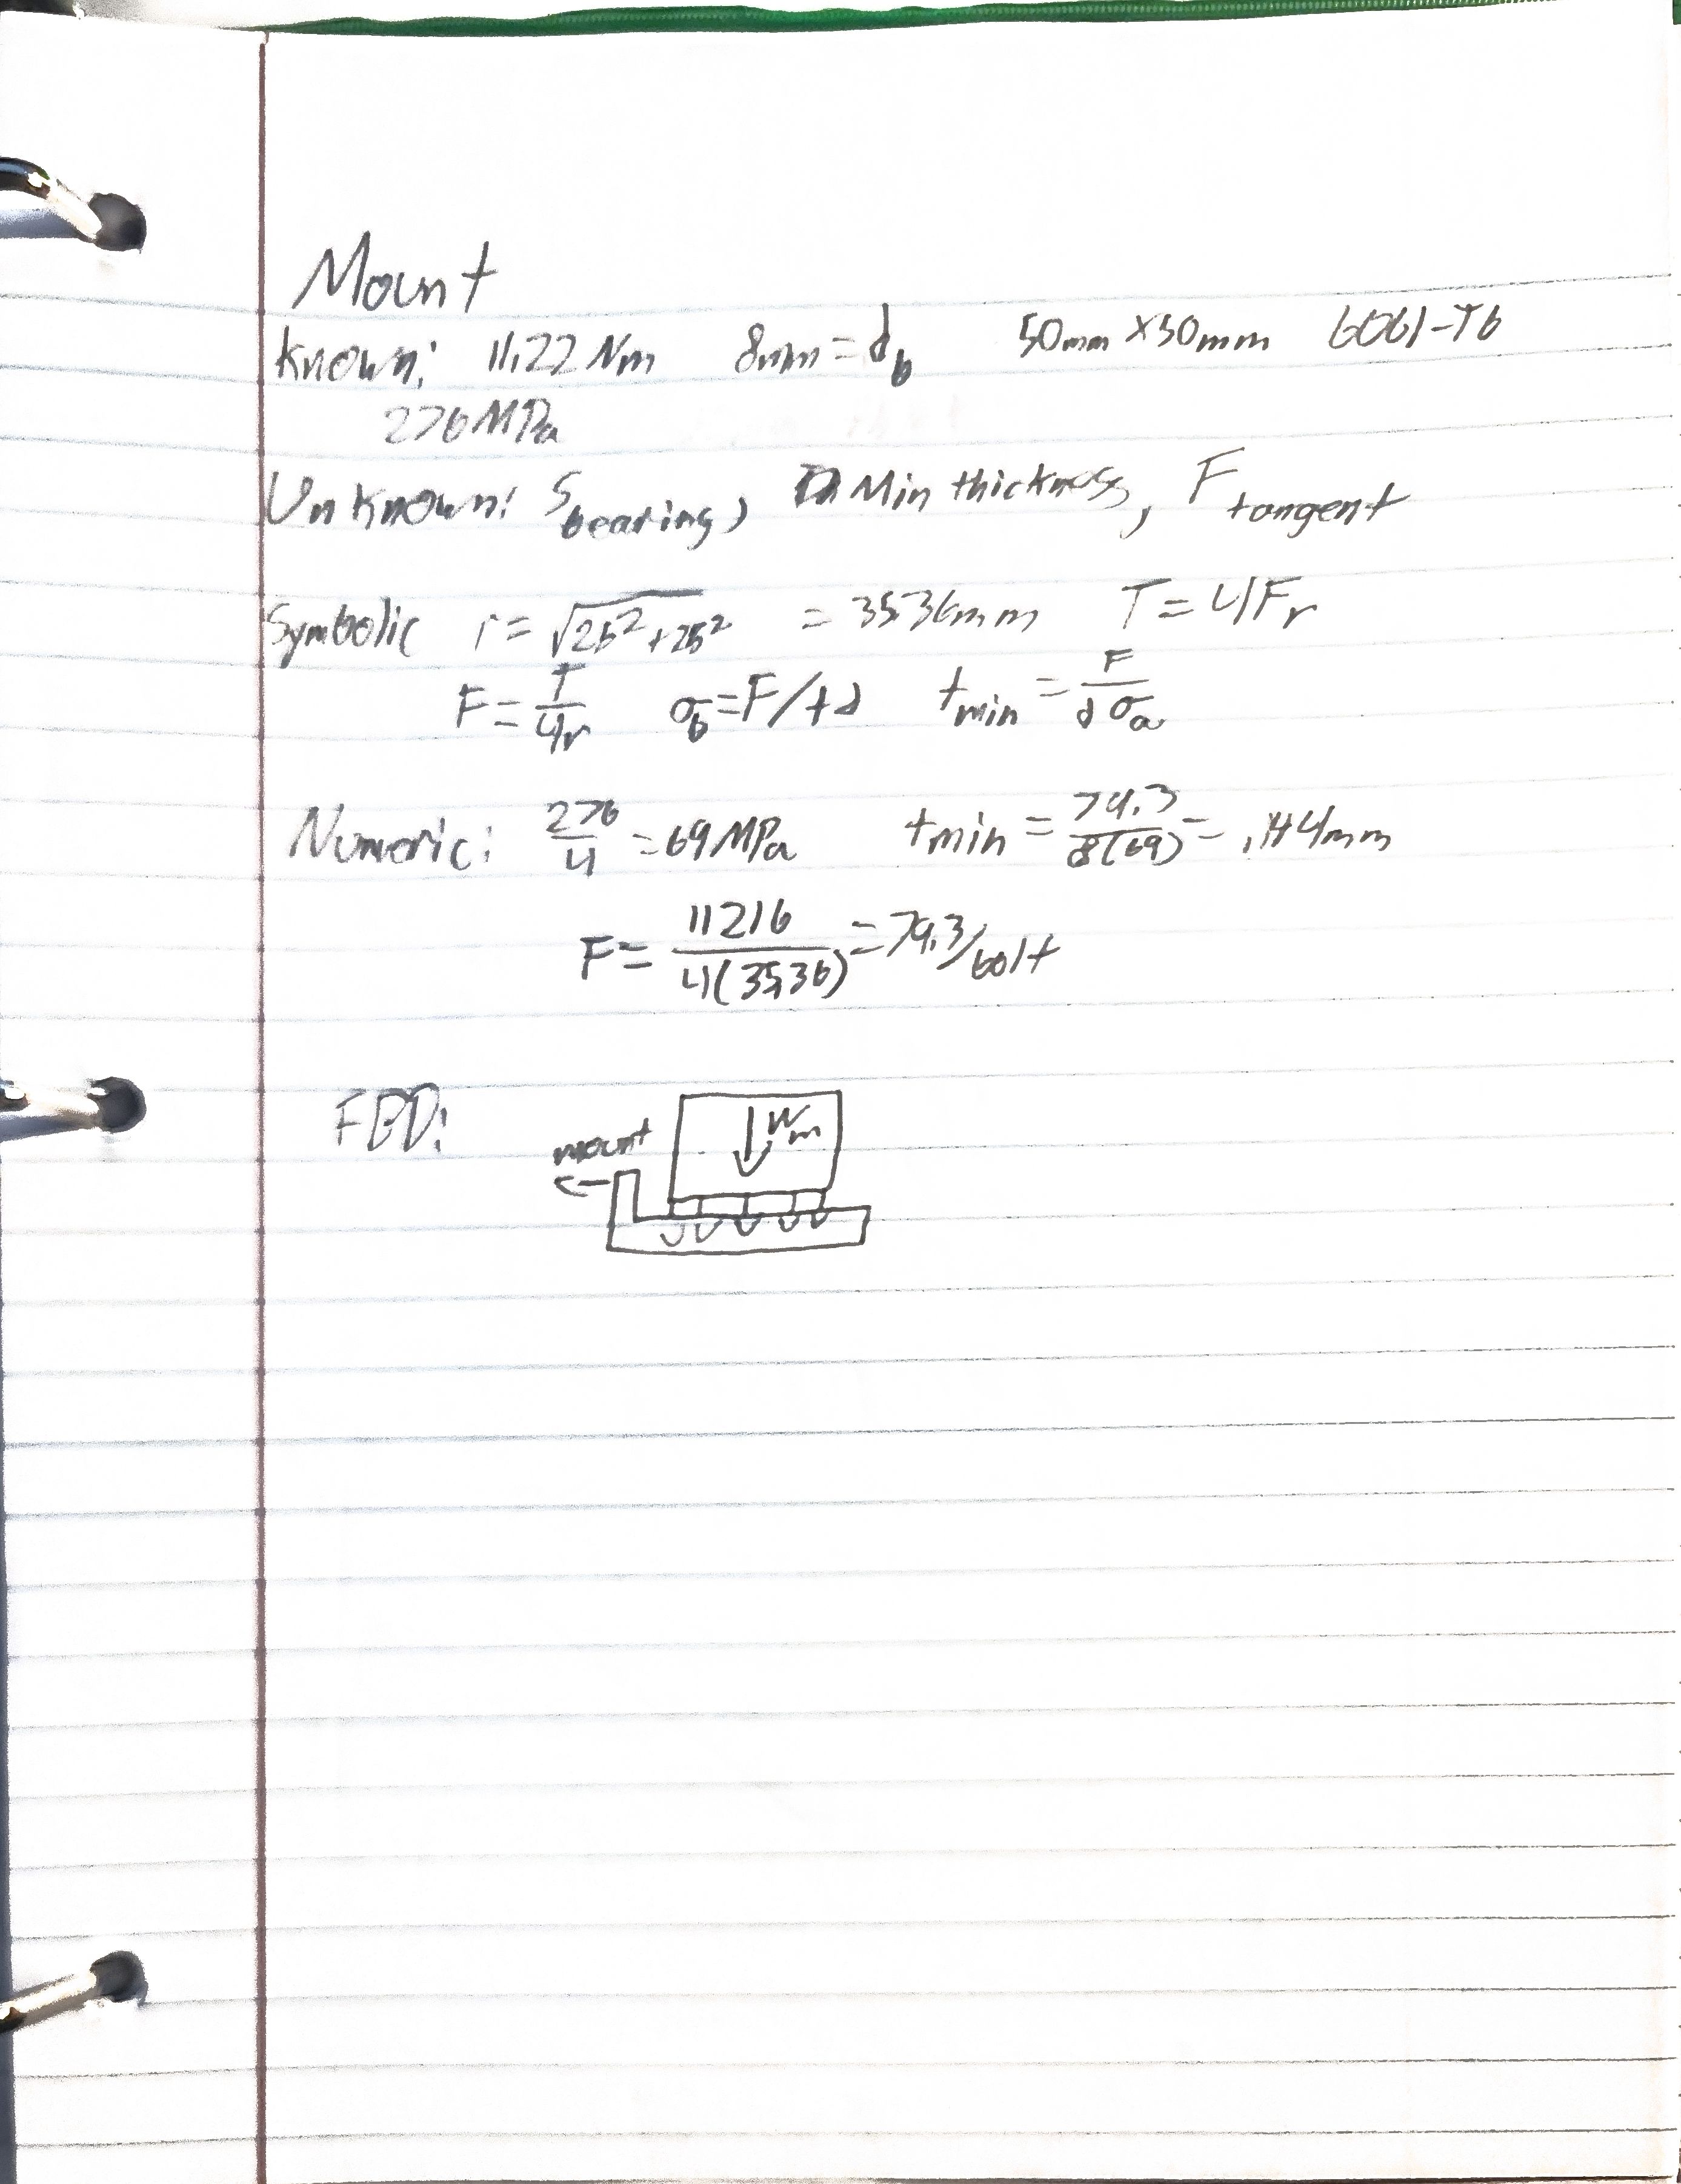 Mount
Known: 11.22 Nm 8mm = d_b 50mm x 50mm 6061-T6
276 MPa
Unknown: S_bearing, Min thickness, F_tangent
Symbolic r = √25²+25² = 35.36mm T = 4Fr
F = T/4r σ_b = F/td t_min = F/dσ_a
Numeric: 276/4 = 69 MPa t_min = 79.3/8(69) = .144mm
F = 11216/4(35.36) = 79.3/bolt
FBD:
mount W_m